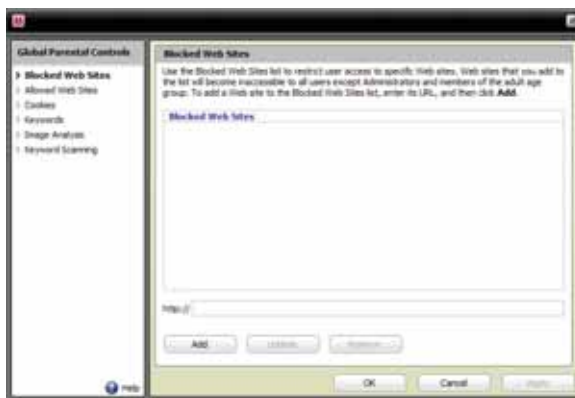 Global Parental Controls
Blocked Web Sites
Allowed Web Sites
Cookies
Keywords
Image Analysis
Keyword Scanning
Help
Blocked Web Sites
Use the Blocked Web Sites list to restrict user access to specific Web sites. Web sites that you add to
the list will become inaccessible to all users except Administrators and members of the adult age
group. To add a Web site to the Blocked Web Sites list, enter its URL, and then click Add.
Blocked Web Sites
http://
Add
Update
Remove
OK
Cancel
Apply